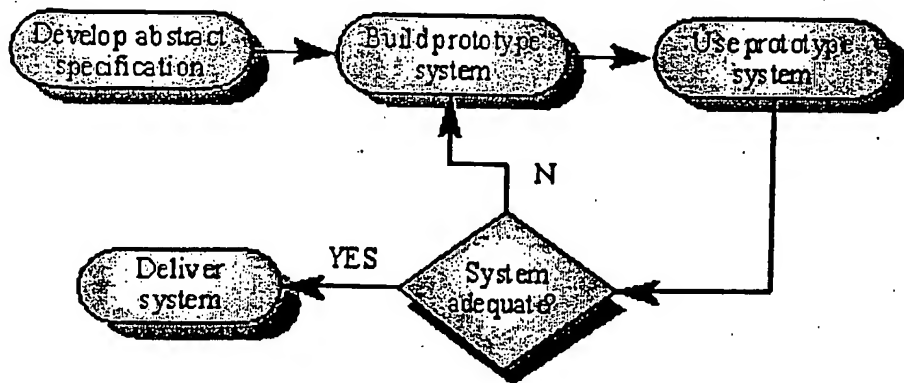 Develop abstract
specification
Build prototype
system
Use prototype
system
N
YES
Deliver
system
System
adequate?